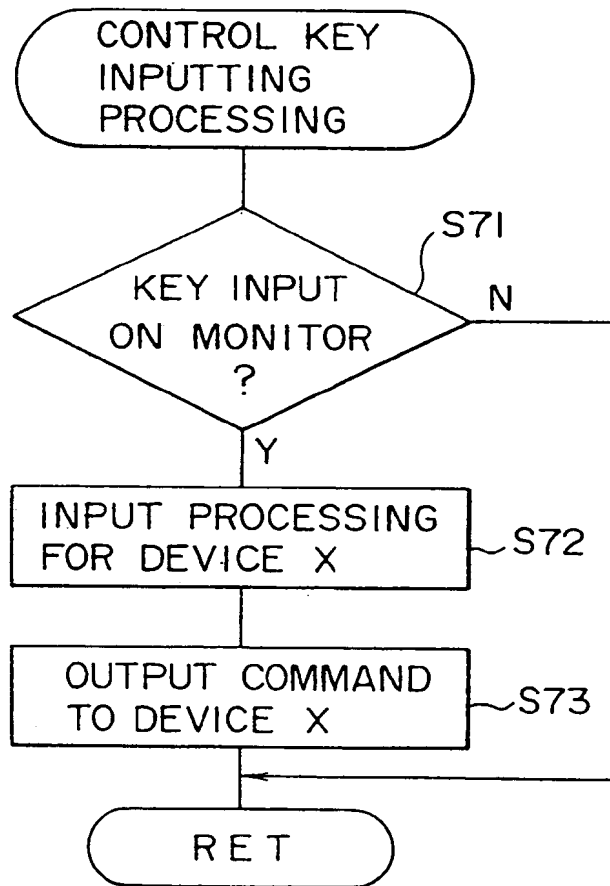 CONTROL KEY
INPUTTING
PROCESSING
S71
KEY INPUT
ON MONITOR
?
N
Y
INPUT PROCESSING
FOR DEVICE X
S72
OUTPUT COMMAND
TO DEVICE X
S73
RET